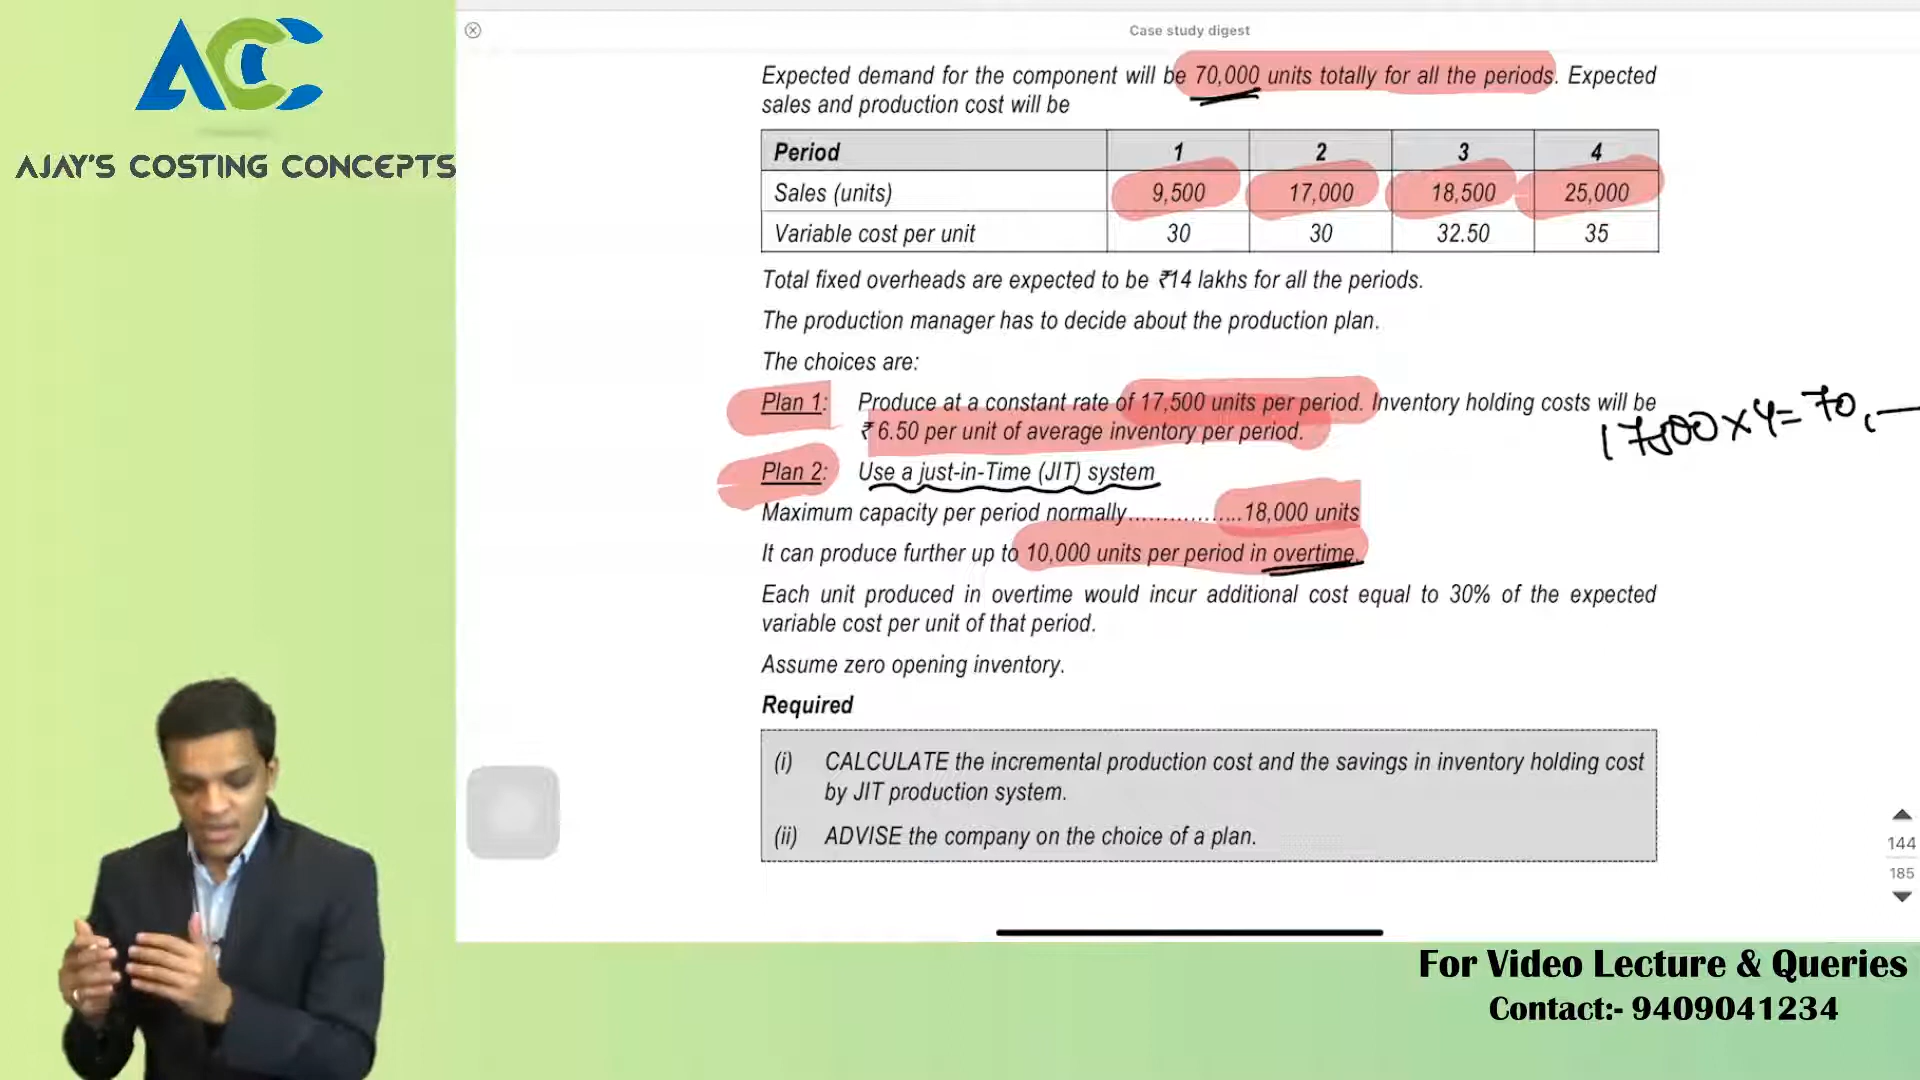 ACC
AJAY'S COSTING CONCEPTS
Case study digest
Expected demand for the component will be 70,000 units totally for all the periods. Expected
sales and production cost will be
Period 1 2 3 4
Sales (units) 9,500 17,000 18,500 25,000
Variable cost per unit 30 30 32.50 35
Total fixed overheads are expected to be ₹14 lakhs for all the periods.
The production manager has to decide about the production plan.
The choices are:
Plan 1: Produce at a constant rate of 17,500 units per period. Inventory holding costs will be
₹ 6.50 per unit of average inventory per period.
17,500 x 4 = 70,—
Plan 2: Use a just-in-Time (JIT) system
Maximum capacity per period normally..................18,000 units
It can produce further up to 10,000 units per period in overtime.
Each unit produced in overtime would incur additional cost equal to 30% of the expected
variable cost per unit of that period.
Assume zero opening inventory.
Required
(i) CALCULATE the incremental production cost and the savings in inventory holding cost
by JIT production system.
(ii) ADVISE the company on the choice of a plan.
144
185
For Video Lecture & Queries
Contact:- 9409041234